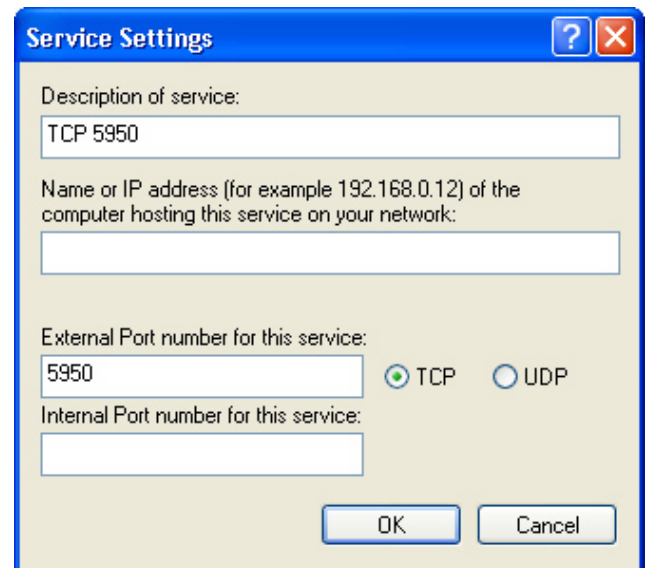 Service Settings
Description of service:
TCP 5950
Name or IP address (for example 192.168.0.12) of the
computer hosting this service on your network:
External Port number for this service:
5950
TCP
UDP
Internal Port number for this service:
OK
Cancel